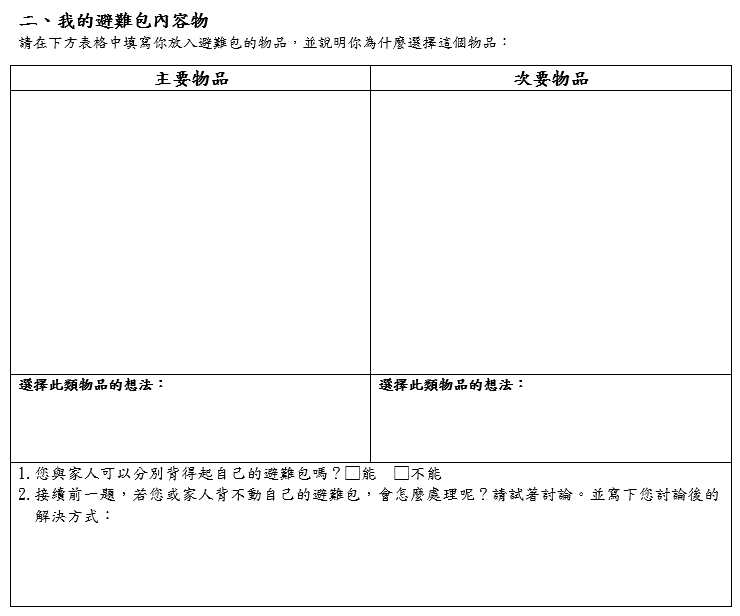 二、我的避難包內容物
請在下方表格中填寫你放入避難包的物品，並說明你為什麼選擇這個物品：
主要物品
次要物品
選擇此類物品的想法：
選擇此類物品的想法：
1. 您與家人可以分別背得起自己的避難包嗎？□能　□不能
2. 接續前一題，若您或家人背不動自己的避難包，會怎麼處理呢？請試著討論。並寫下您討論後的
解決方式：